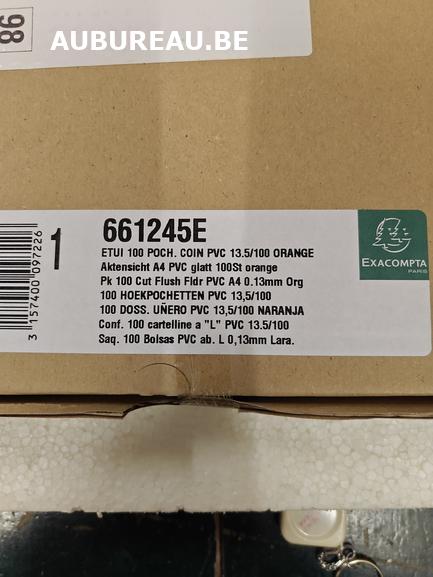 98
AUBUREAU.BE
661245E
1
ETUI 100 POCH. COIN PVC 13.5/100 ORANGE
Aktensicht A4 PVC glatt 100St orange
Pk 100 Cut Flush Fldr PVC A4 0.13mm Org
100 HOEKPOCHETTEN PVC 13,5/100
100 DOSS. UÑERO PVC 13,5/100 NARANJA
Conf. 100 cartelline a "L" PVC 13.5/100
Saq. 100 Bolsas PVC ab. L 0,13mm Lara.
3 157400 097226
EXACOMPTA
PARIS